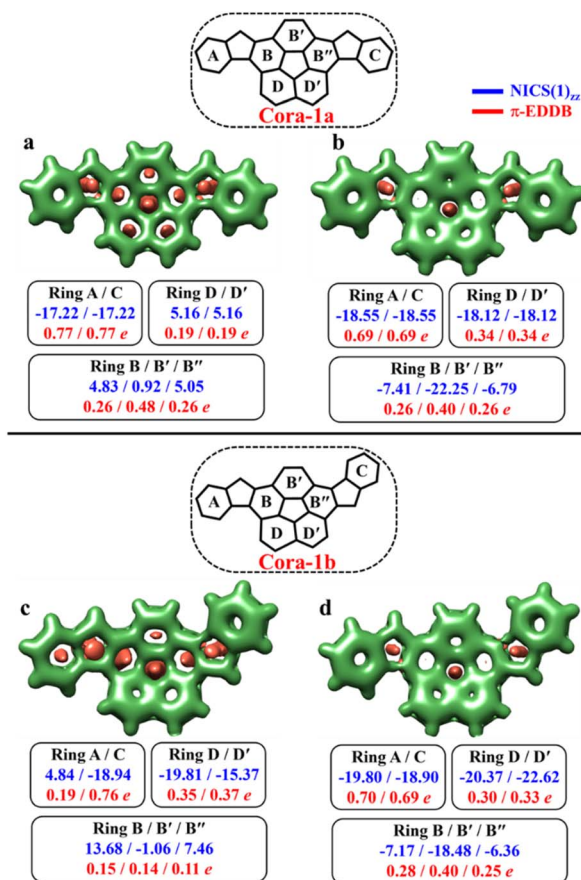 B′
A B B″ C
D D′
Cora-1a
NICS(1)zz
π-EDDB
a
b
Ring A / C
-17.22 / -17.22
0.77 / 0.77 e
Ring D / D′
5.16 / 5.16
0.19 / 0.19 e
Ring B / B′ / B″
4.83 / 0.92 / 5.05
0.26 / 0.48 / 0.26 e
Ring A / C
-18.55 / -18.55
0.69 / 0.69 e
Ring D / D′
-18.12 / -18.12
0.34 / 0.34 e
Ring B / B′ / B″
-7.41 / -22.25 / -6.79
0.26 / 0.40 / 0.26 e
C
B′
A B B″
D D′
Cora-1b
c
d
Ring A / C
4.84 / -18.94
0.19 / 0.76 e
Ring D / D′
-19.81 / -15.37
0.35 / 0.37 e
Ring B / B′ / B″
13.68 / -1.06 / 7.46
0.15 / 0.14 / 0.11 e
Ring A / C
-19.80 / -18.90
0.70 / 0.69 e
Ring D / D′
-20.37 / -22.62
0.30 / 0.33 e
Ring B / B′ / B″
-7.17 / -18.48 / -6.36
0.28 / 0.40 / 0.25 e